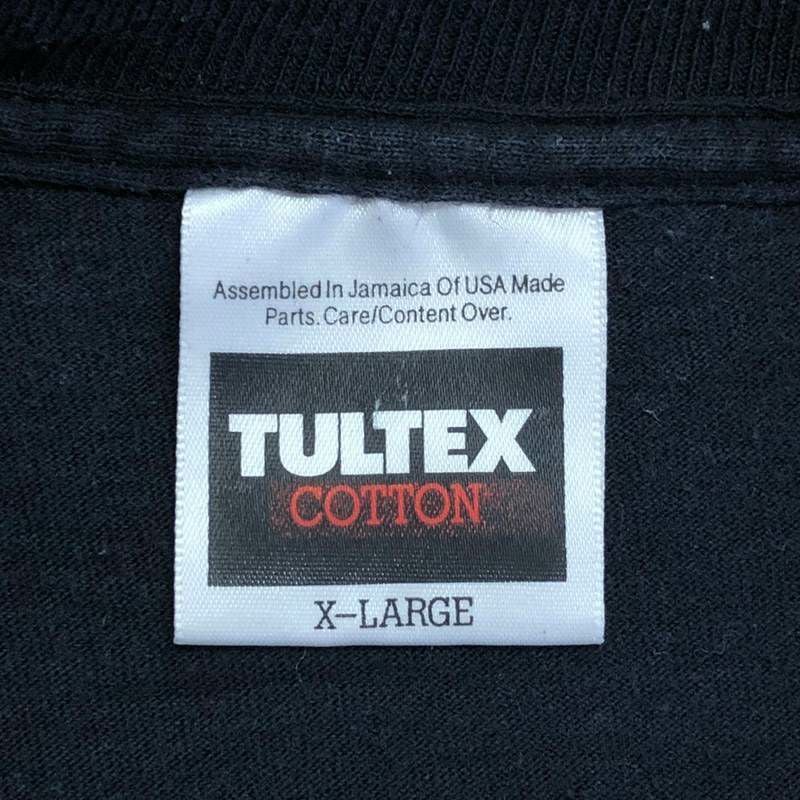 Assembled In Jamaica Of USA Made
Parts. Care/Content Over.
TULTEX
COTTON
X-LARGE